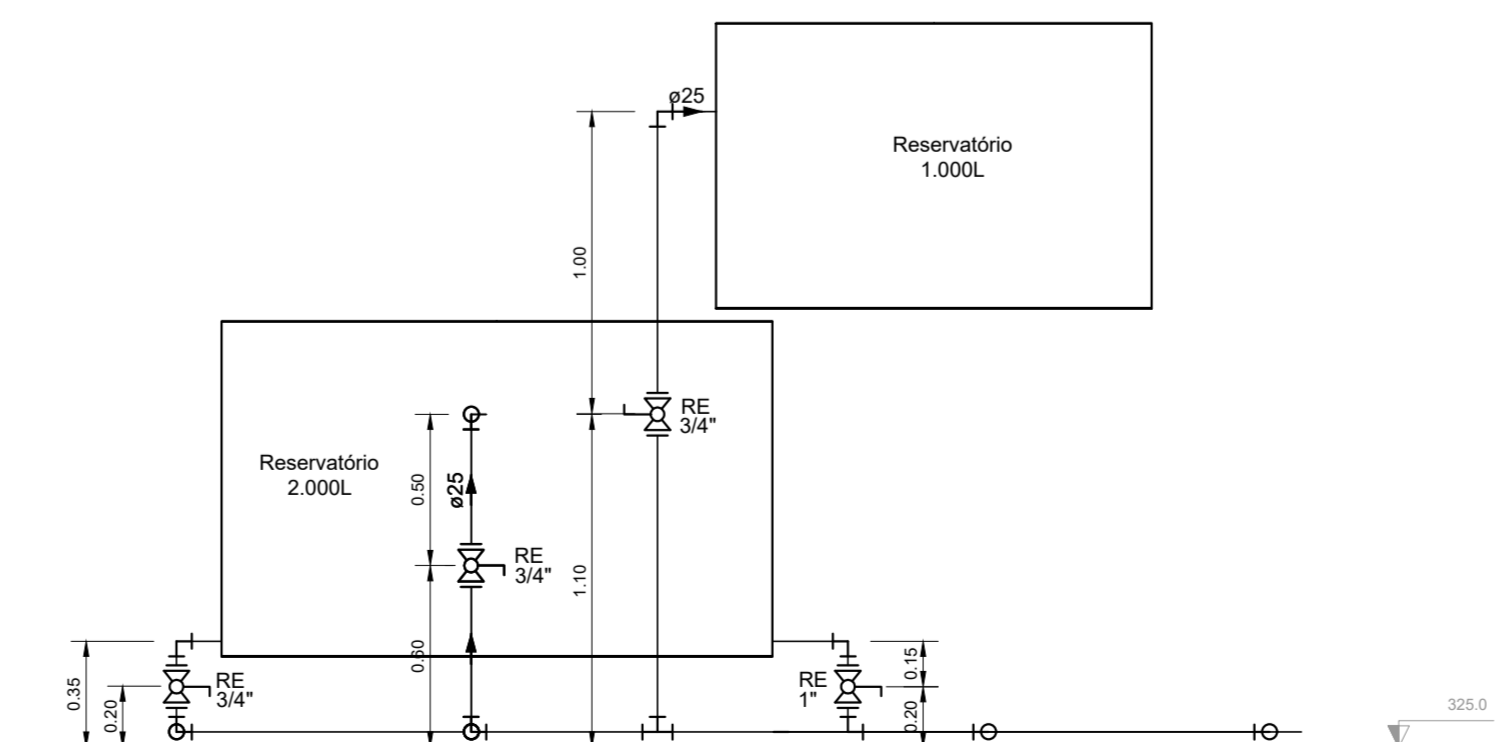 ø25
Reservatório
1.000L
1.00
RE
3/4"
Reservatório
2.000L
0.50
ø25
RE
3/4"
1.10
0.60
0.35
0.20
RE
3/4"
RE
1"
0.15
0.20
325.0